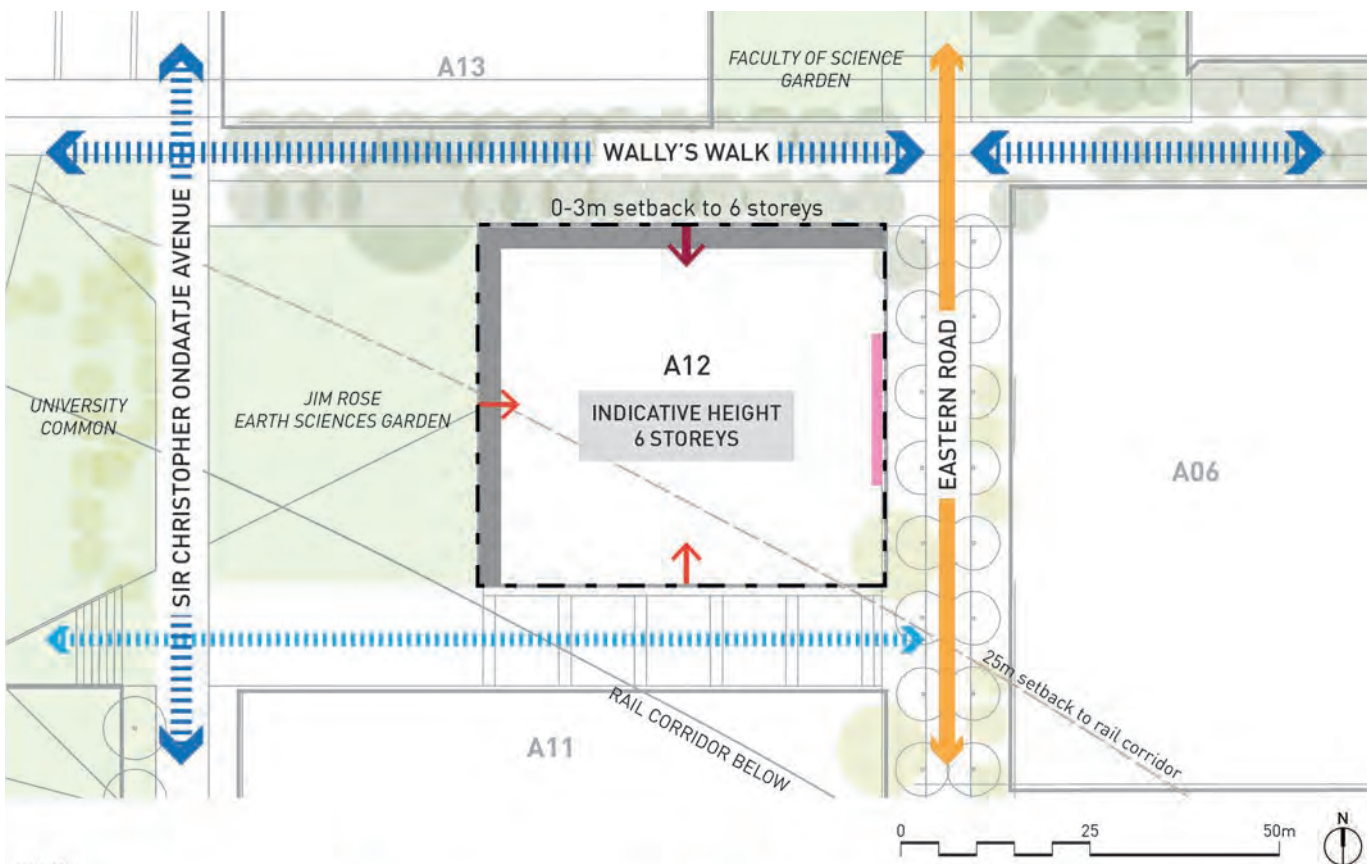 A13
FACULTY OF SCIENCE
GARDEN
WALLY'S WALK
0-3m setback to 6 storeys
SIR CHRISTOPHER ONDAATJE AVENUE
A12
INDICATIVE HEIGHT
6 STOREYS
UNIVERSITY
COMMON
JIM ROSE
EARTH SCIENCES GARDEN
EASTERN ROAD
A06
25m setback to rail corridor
RAIL CORRIDOR BELOW
A11
0 25 50m
N